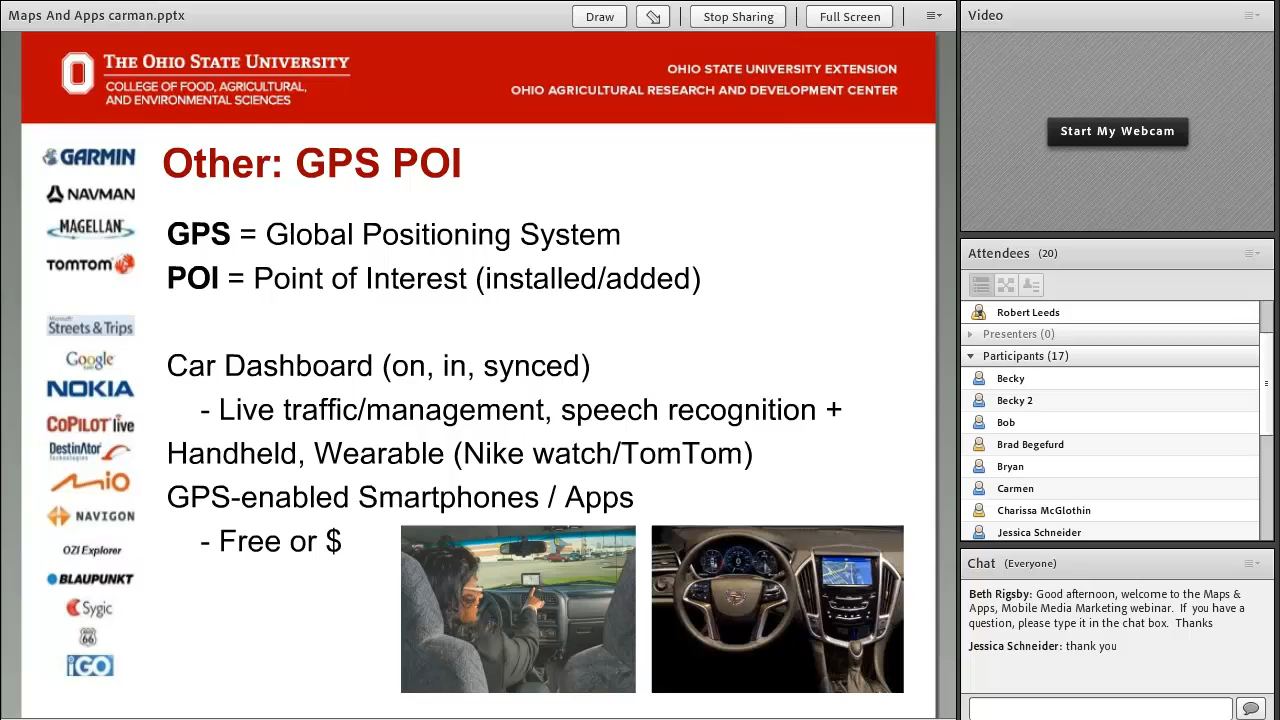 Maps And Apps carman.pptx
Draw
Stop Sharing
Full Screen
THE OHIO STATE UNIVERSITY
COLLEGE OF FOOD, AGRICULTURAL,
AND ENVIRONMENTAL SCIENCES
OHIO STATE UNIVERSITY EXTENSION
OHIO AGRICULTURAL RESEARCH AND DEVELOPMENT CENTER
GARMIN
NAVMAN
MAGELLAN
TOMTOM
Streets & Trips
Google
NOKIA
CoPILOT live
DESTINATOR
Technologies
MIO
NAVIGON
OZI Explorer
BLAUPUNKT
Sygic
66
iGO
Other: GPS POI
GPS = Global Positioning System
POI = Point of Interest (installed/added)
Car Dashboard (on, in, synced)
- Live traffic/management, speech recognition +
Handheld, Wearable (Nike watch/TomTom)
GPS-enabled Smartphones / Apps
- Free or $
Video
Start My Webcam
Attendees (20)
Robert Leeds
Presenters (0)
Participants (17)
Becky
Becky 2
Bob
Brad Begefurd
Bryan
Carmen
Charissa McGlothin
Jessica Schneider
Chat (Everyone)
Beth Rigsby: Good afternoon, welcome to the Maps &
Apps, Mobile Media Marketing webinar. If you have a
question, please type it in the chat box. Thanks
Jessica Schneider: thank you